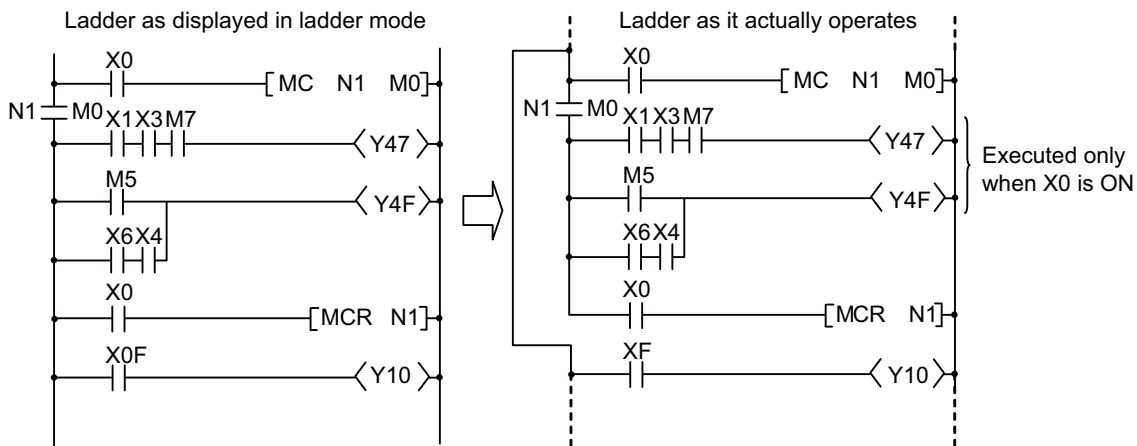 Ladder as displayed in ladder mode
X0
[MC N1 M0]
N1 M0
X1 X3 M7
Y47
M5
Y4F
X6 X4
X0
[MCR N1]
X0F
Y10
Ladder as it actually operates
X0
[MC N1 M0]
N1 M0
X1 X3 M7
Y47
M5
Y4F
X6 X4
X0
[MCR N1]
XF
Y10
Executed only
when X0 is ON